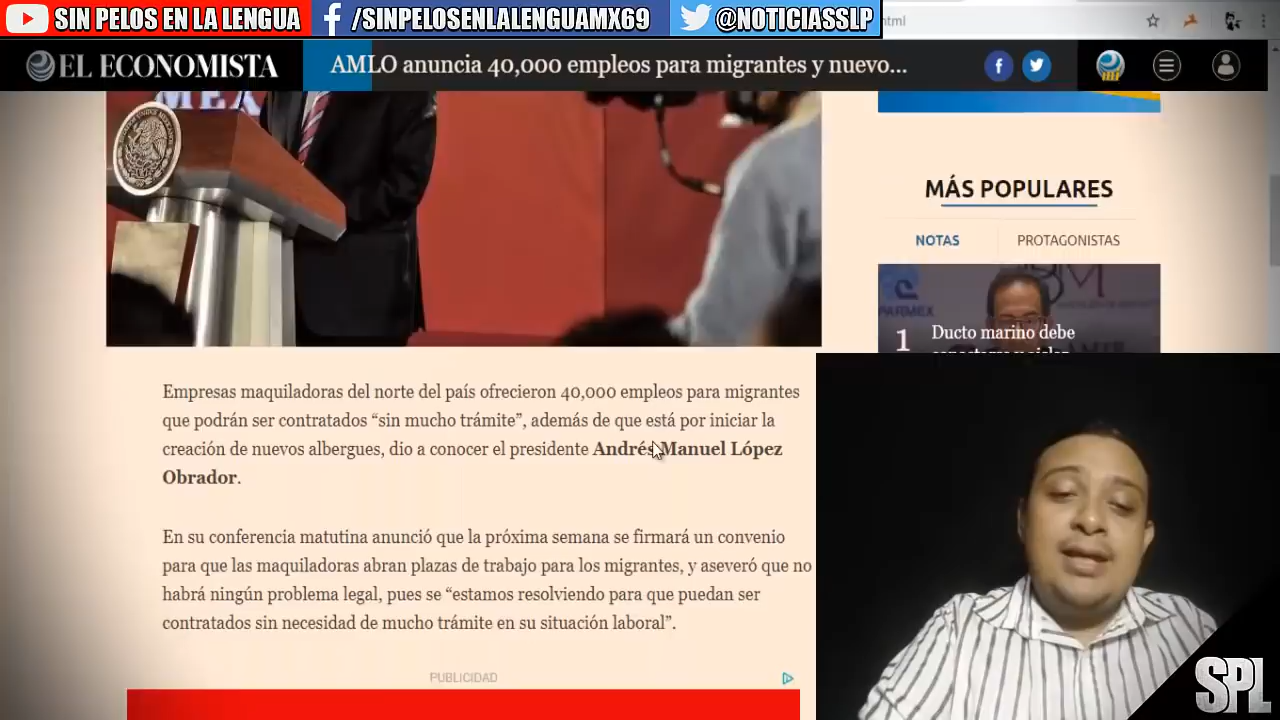 SIN PELOS EN LA LENGUA
/SINPELOSENLALENGUAMX69
@NOTICIASSLP
html
EL ECONOMISTA
AMLO anuncia 40,000 empleos para migrantes y nuevo...
MÉX
MÁS POPULARES
NOTAS
PROTAGONISTAS
PARMEX
1
Ducto marino debe
Empresas maquiladoras del norte del país ofrecieron 40,000 empleos para migrantes
que podrán ser contratados “sin mucho trámite”, además de que está por iniciar la
creación de nuevos albergues, dio a conocer el presidente Andrés Manuel López
Obrador.
En su conferencia matutina anunció que la próxima semana se firmará un convenio
para que las maquiladoras abran plazas de trabajo para los migrantes, y aseveró que no
habrá ningún problema legal, pues se “estamos resolviendo para que puedan ser
contratados sin necesidad de mucho trámite en su situación laboral”.
PUBLICIDAD
SPL